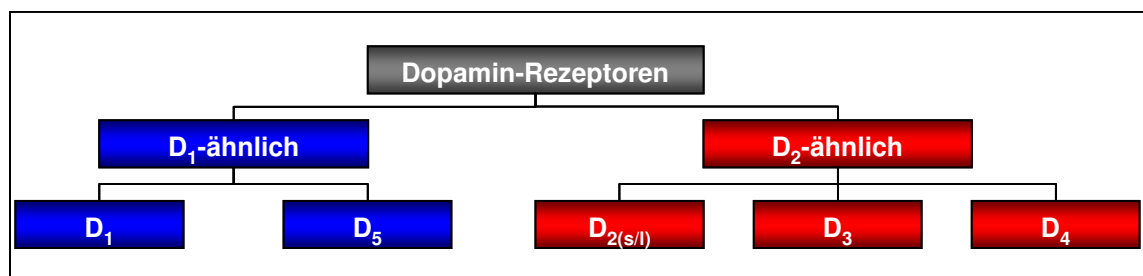 Dopamin-Rezeptoren
D₁-ähnlich
D₂-ähnlich
D₁
D₅
D₂₍ₛ/ₗ₎
D₃
D₄